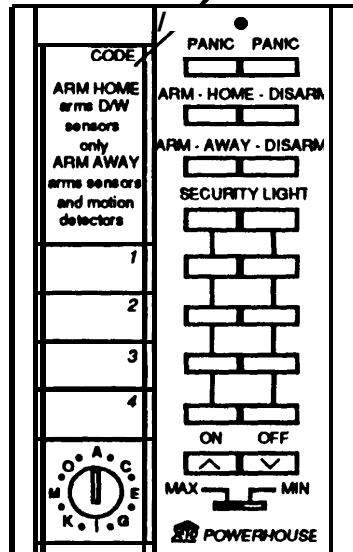 CODE
ARM HOME
arms D/W
sensors
only
ARM AWAY
arms sensors
and motion
detectors
1
2
3
4
A
C
E
G
I
K
M
O
PANIC PANIC
ARM - HOME - DISARM
ARM - AWAY - DISARM
SECURITY LIGHT
ON OFF
MAX MIN
POWERHOUSE